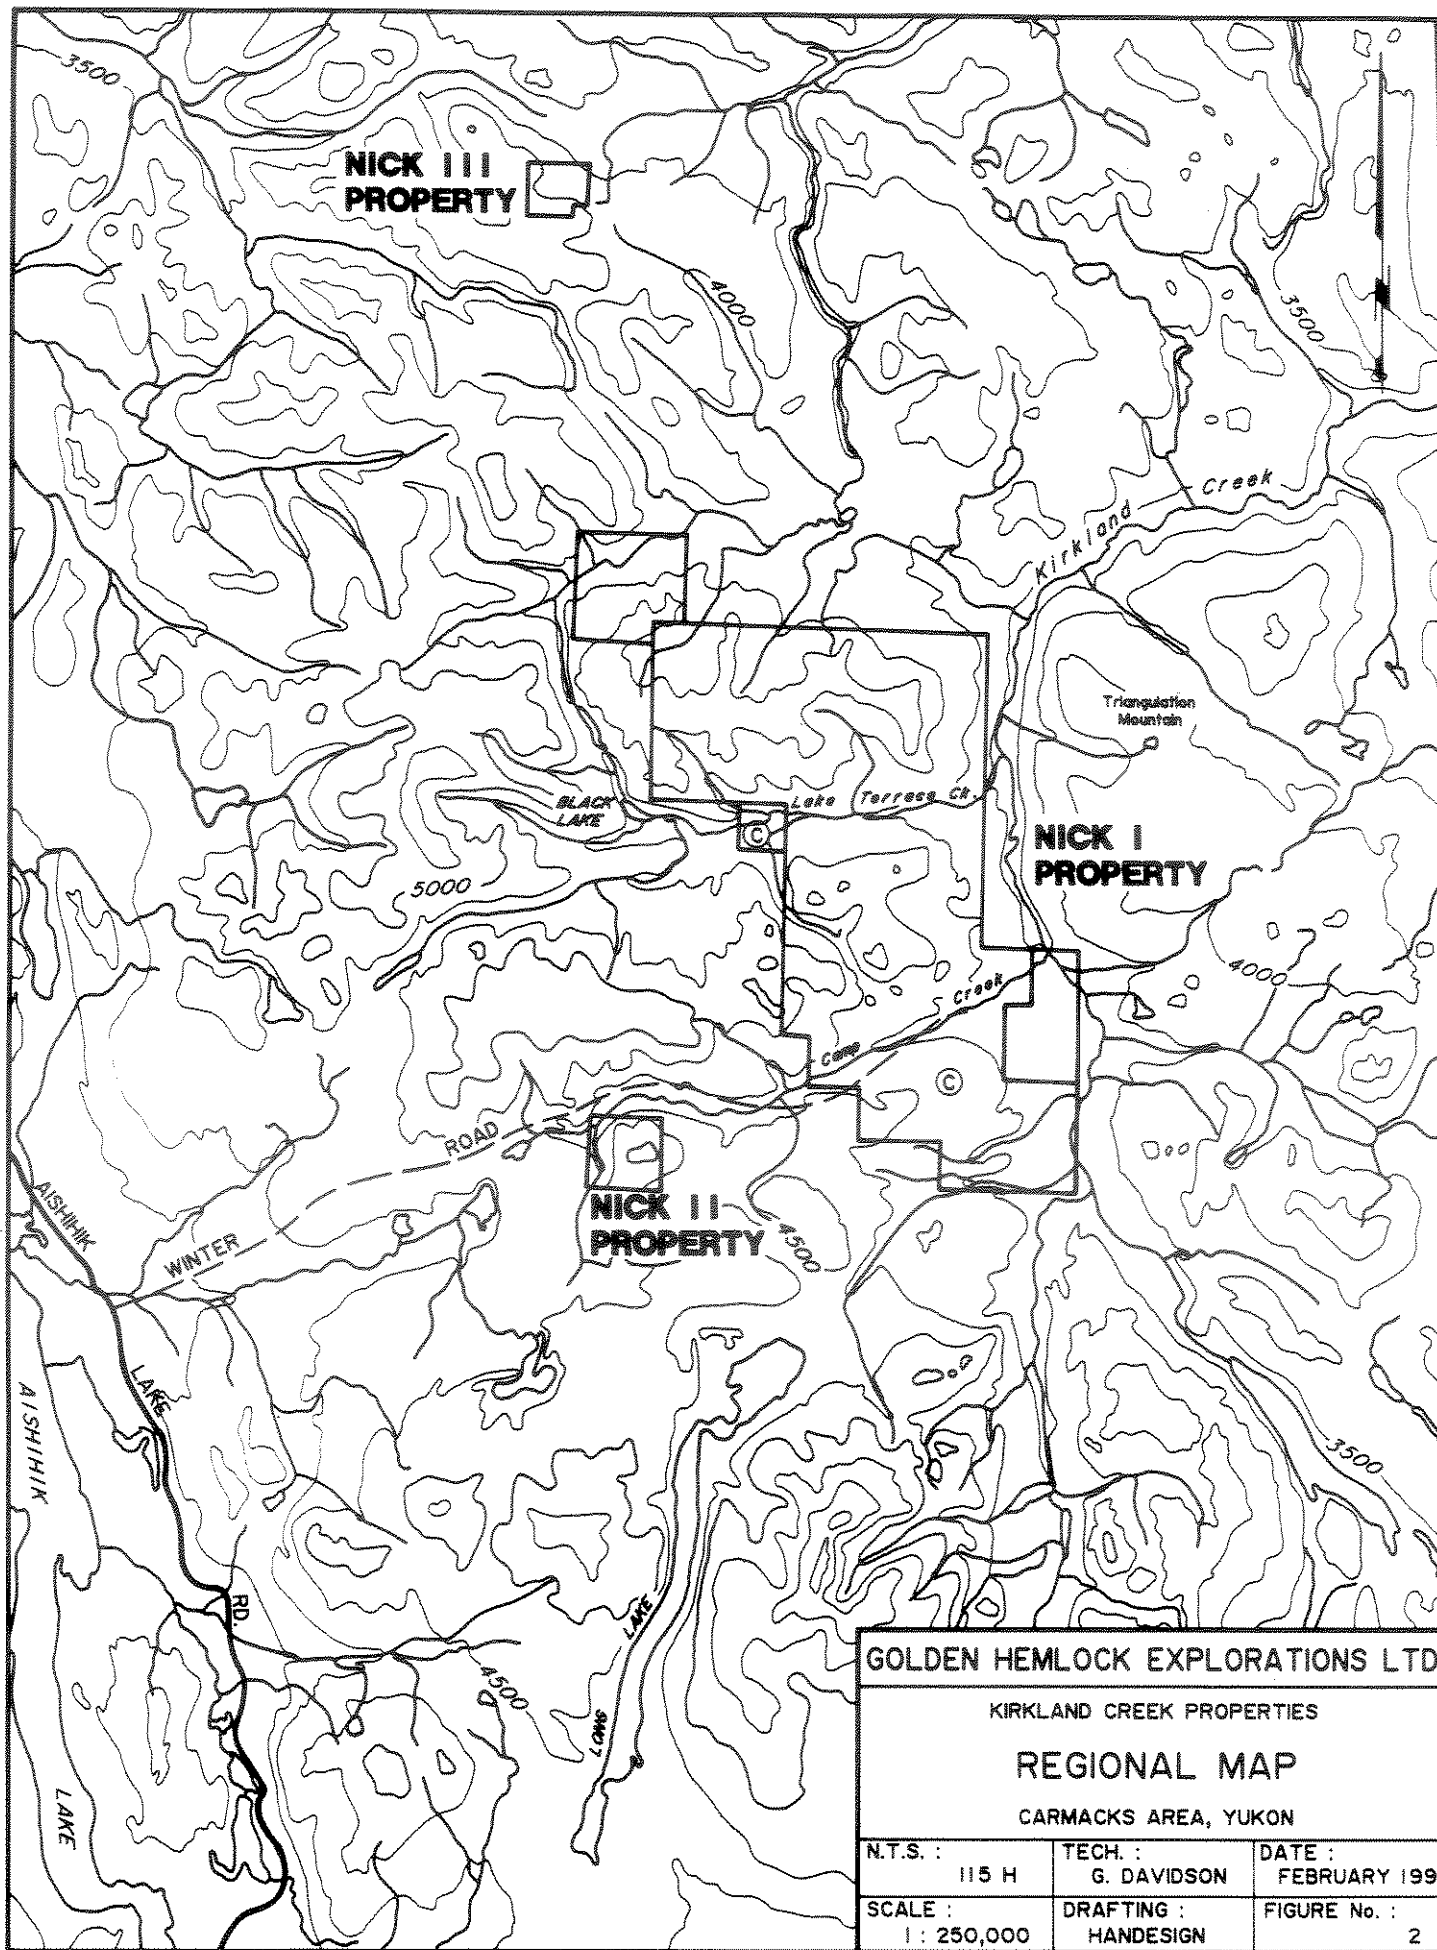 3500
NICK III
PROPERTY
4000
3500
Kirkland Creek
Triangulation
Mountain
BLACK
LAKE
Lake Terrace Ck.
C
NICK I
PROPERTY
5000
4000
Camp Creek
C
WINTER ROAD
NICK II
PROPERTY
4500
AISHIHIK LAKE RD.
AISHIHIK LAKE
3500
4500
LAKE
GOLDEN HEMLOCK EXPLORATIONS LTD
KIRKLAND CREEK PROPERTIES
REGIONAL MAP
CARMACKS AREA, YUKON
N.T.S. :
115 H
TECH. :
G. DAVIDSON
DATE :
FEBRUARY 199
SCALE :
1 : 250,000
DRAFTING :
HANDESIGN
FIGURE No. :
2